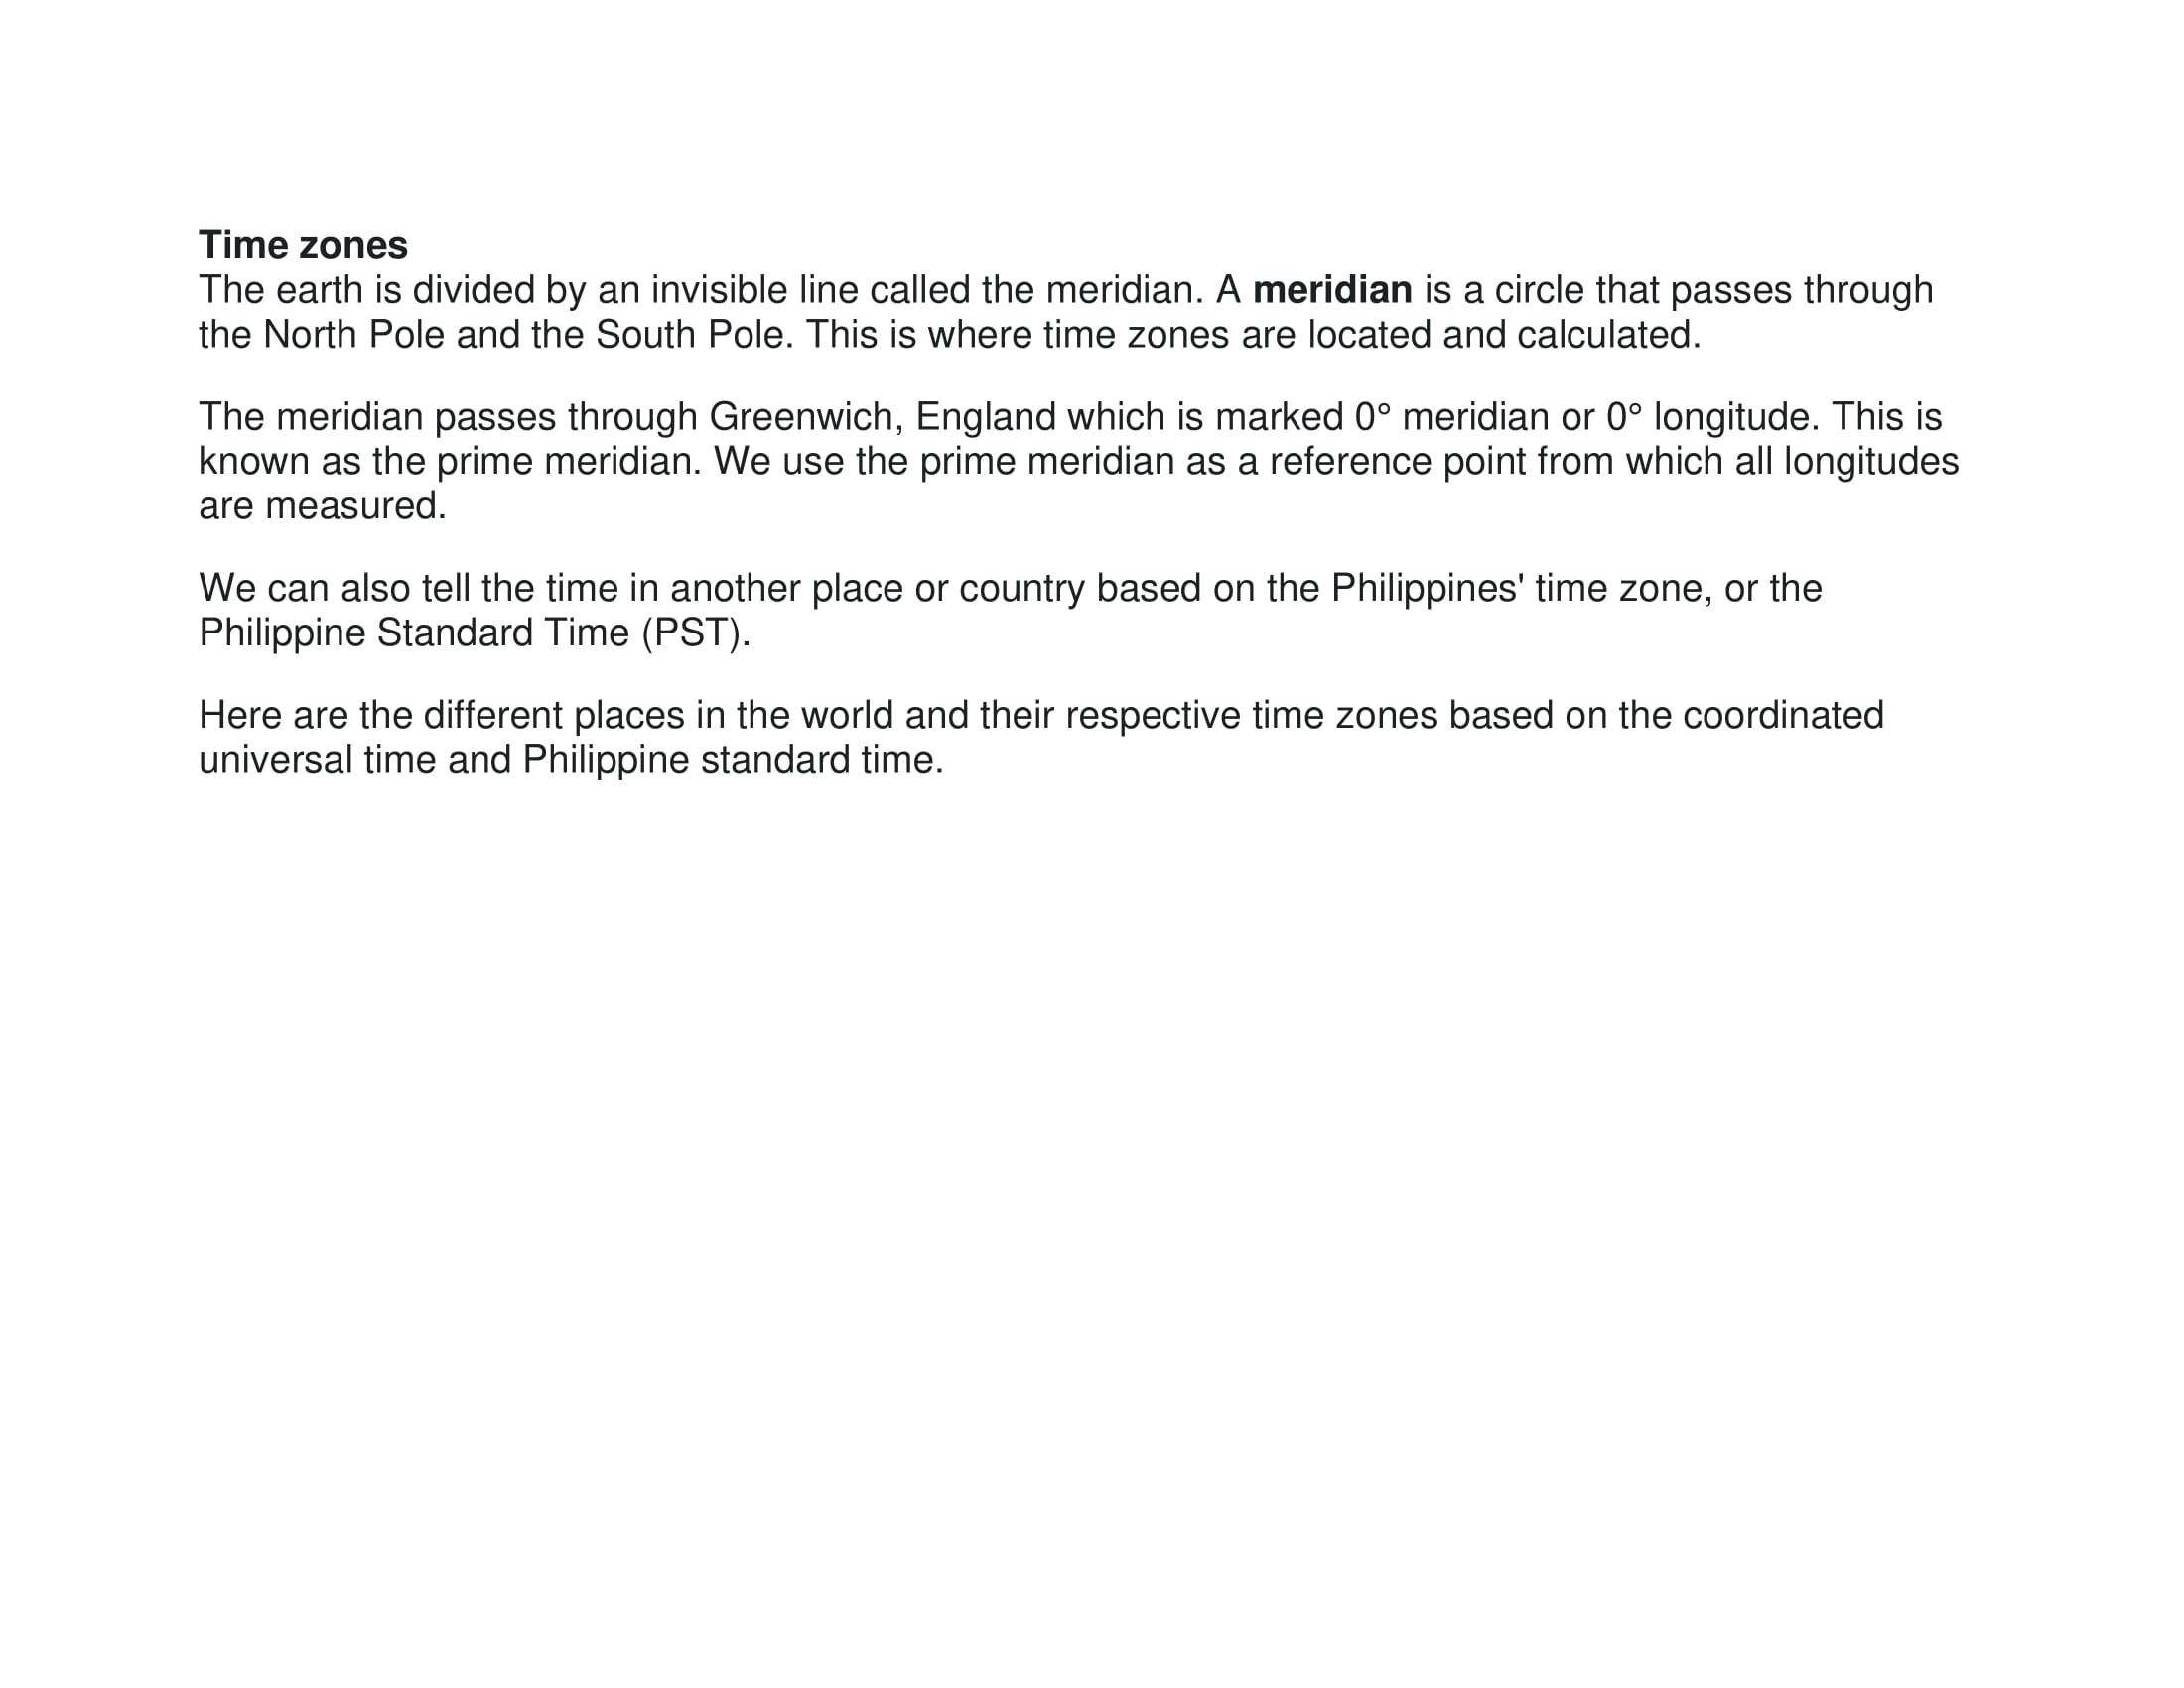 Time zones
The earth is divided by an invisible line called the meridian. A meridian is a circle that passes through
the North Pole and the South Pole. This is where time zones are located and calculated.
The meridian passes through Greenwich, England which is marked 0° meridian or 0° longitude. This is
known as the prime meridian. We use the prime meridian as a reference point from which all longitudes
are measured.
We can also tell the time in another place or country based on the Philippines' time zone, or the
Philippine Standard Time (PST).
Here are the different places in the world and their respective time zones based on the coordinated
universal time and Philippine standard time.